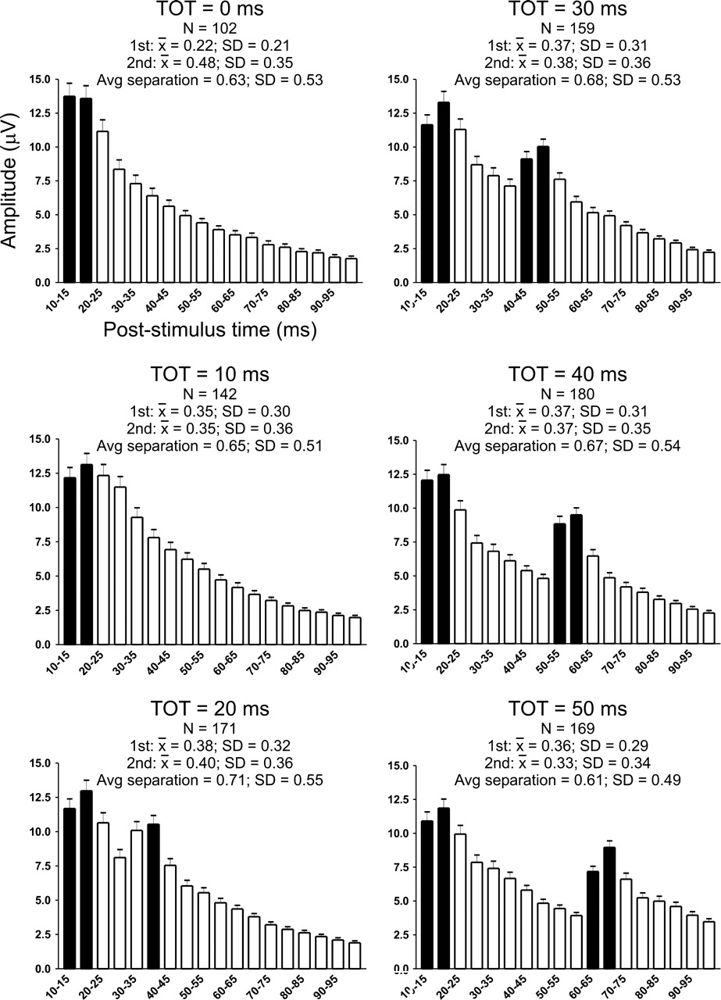 TOT = 0 ms
N = 102
1st: x̅ = 0.22; SD = 0.21
2nd: x̅ = 0.48; SD = 0.35
Avg separation = 0.63; SD = 0.53
Amplitude (μV)
15.0
12.5
10.0
7.5
5.0
2.5
0.0
10-15 20-25 30-35 40-45 50-55 60-65 70-75 80-85 90-95
Post-stimulus time (ms)
TOT = 30 ms
N = 159
1st: x̅ = 0.37; SD = 0.31
2nd: x̅ = 0.38; SD = 0.36
Avg separation = 0.68; SD = 0.53
15.0
12.5
10.0
7.5
5.0
2.5
0.0
10-15 20-25 30-35 40-45 50-55 60-65 70-75 80-85 90-95
TOT = 10 ms
N = 142
1st: x̅ = 0.35; SD = 0.30
2nd: x̅ = 0.35; SD = 0.36
Avg separation = 0.65; SD = 0.51
15.0
12.5
10.0
7.5
5.0
2.5
0.0
10-15 20-25 30-35 40-45 50-55 60-65 70-75 80-85 90-95
TOT = 40 ms
N = 180
1st: x̅ = 0.37; SD = 0.31
2nd: x̅ = 0.37; SD = 0.35
Avg separation = 0.67; SD = 0.54
15.0
12.5
10.0
7.5
5.0
2.5
0.0
10-15 20-25 30-35 40-45 50-55 60-65 70-75 80-85 90-95
TOT = 20 ms
N = 171
1st: x̅ = 0.38; SD = 0.32
2nd: x̅ = 0.40; SD = 0.36
Avg separation = 0.71; SD = 0.55
15.0
12.5
10.0
7.5
5.0
2.5
0.0
10-15 20-25 30-35 40-45 50-55 60-65 70-75 80-85 90-95
TOT = 50 ms
N = 169
1st: x̅ = 0.36; SD = 0.29
2nd: x̅ = 0.33; SD = 0.34
Avg separation = 0.61; SD = 0.49
15.0
12.5
10.0
7.5
5.0
2.5
0.0
10-15 20-25 30-35 40-45 50-55 60-65 70-75 80-85 90-95